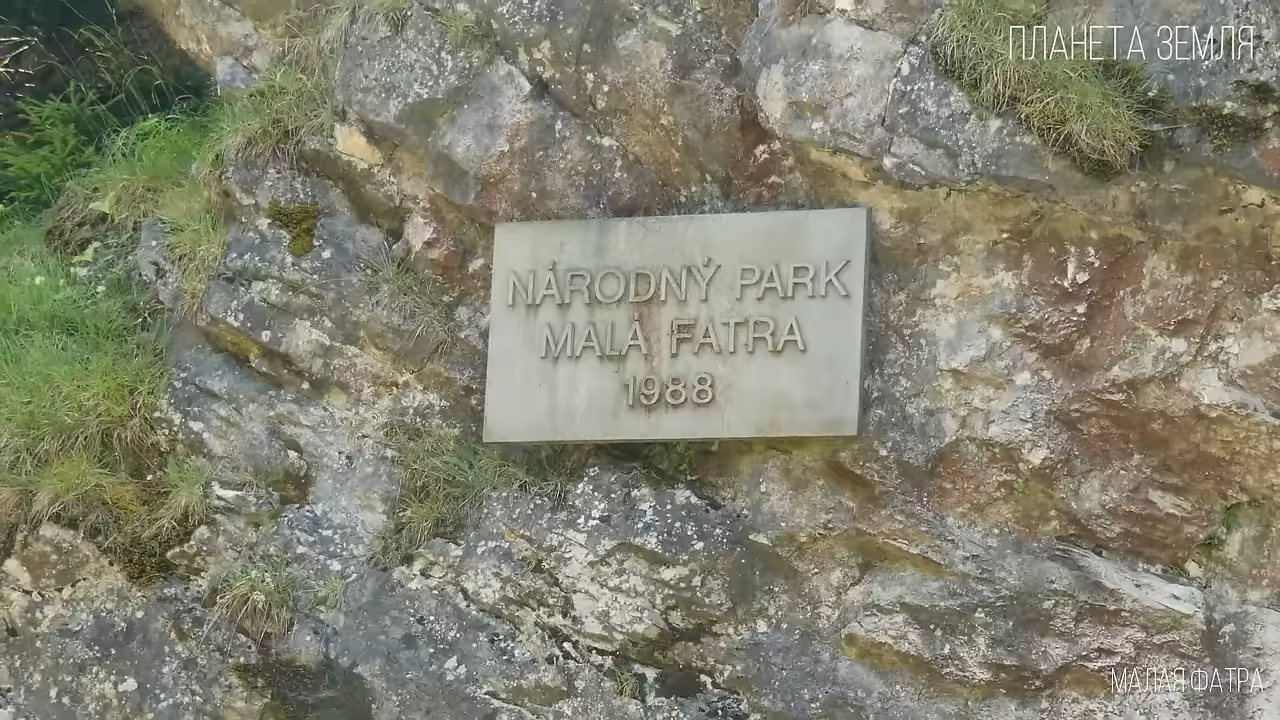 ПЛАНЕТА ЗЕМЛЯ
NÁRODNÝ PARK
MALÁ FATRA
1988
МАЛАЯ ФАТРА